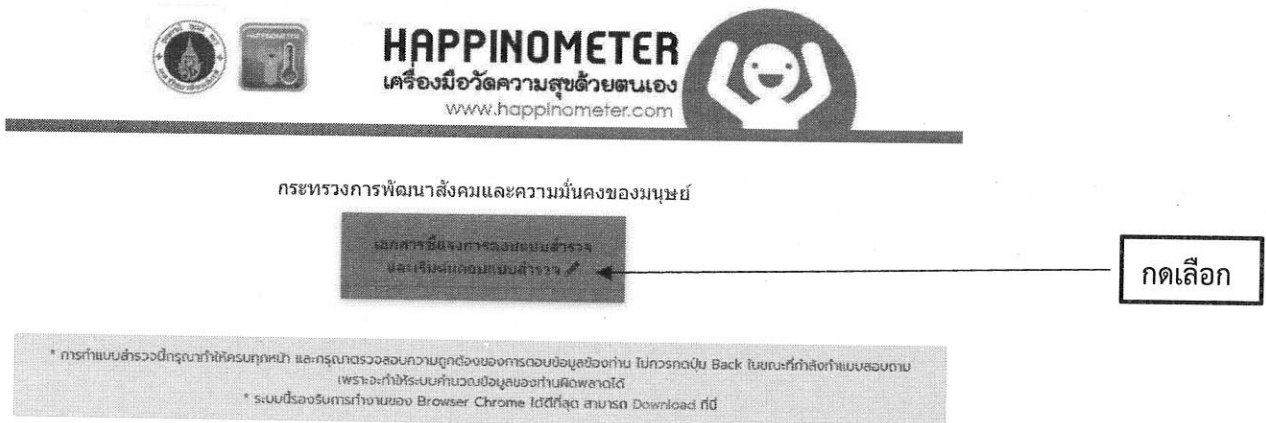 HAPPINOMETER
HAPPINOMETER
เครื่องมือวัดความสุขด้วยตนเอง
www.happinometer.com
กระทรวงการพัฒนาสังคมและความมั่นคงของมนุษย์
เอกสารชี้แจงการตอบแบบสำรวจ
และเริ่มต้นตอบแบบสำรวจ
กดเลือก
* การทำแบบสำรวจนี้กรุณาทำให้ครบทุกหน้า และกรุณาตรวจสอบความถูกต้องของการตอบข้อมูลของท่าน ไม่ควรกดปุ่ม Back ในขณะที่กำลังทำแบบสอบถาม
เพราะจะทำให้ระบบคำนวณข้อมูลของท่านผิดพลาดได้
* ระบบนี้รองรับการทำงานของ Browser Chrome ได้ดีที่สุด สามารถ Download ที่นี่